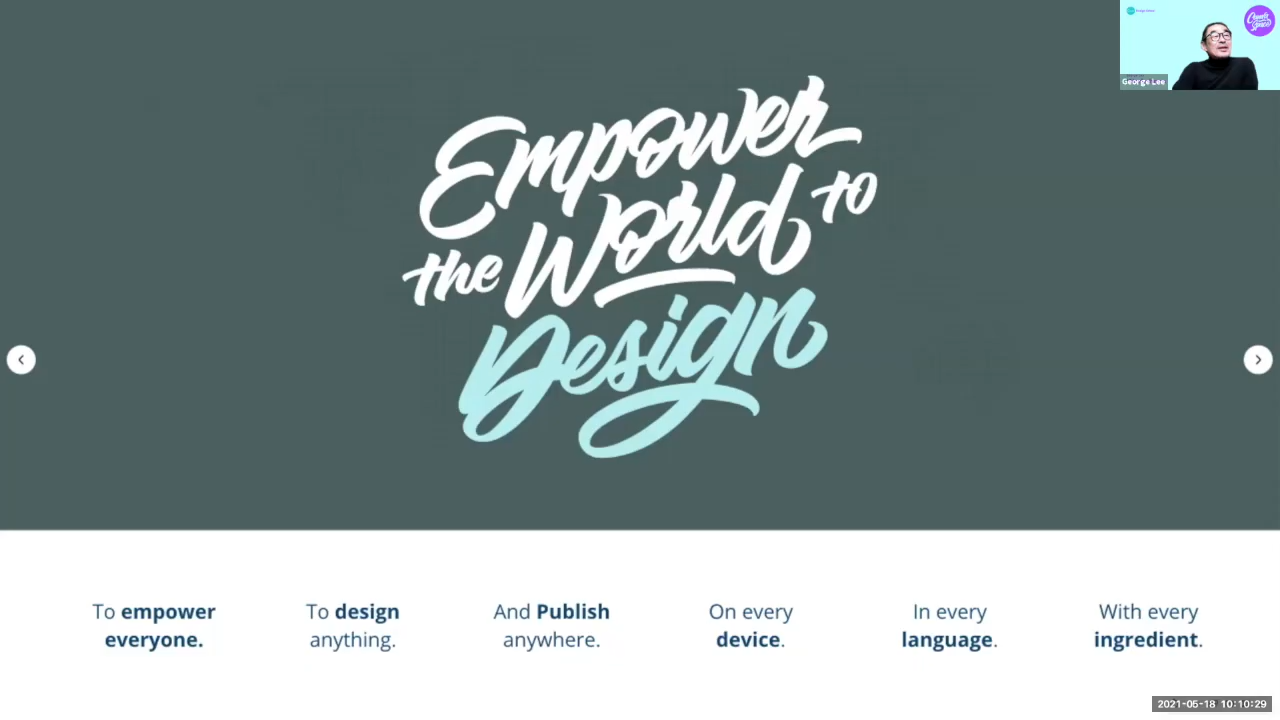 Empower
the World to
Design
To empower
everyone.
To design
anything.
And Publish
anywhere.
On every
device.
In every
language.
With every
ingredient.
George Lee
2021-05-18 10:10:29